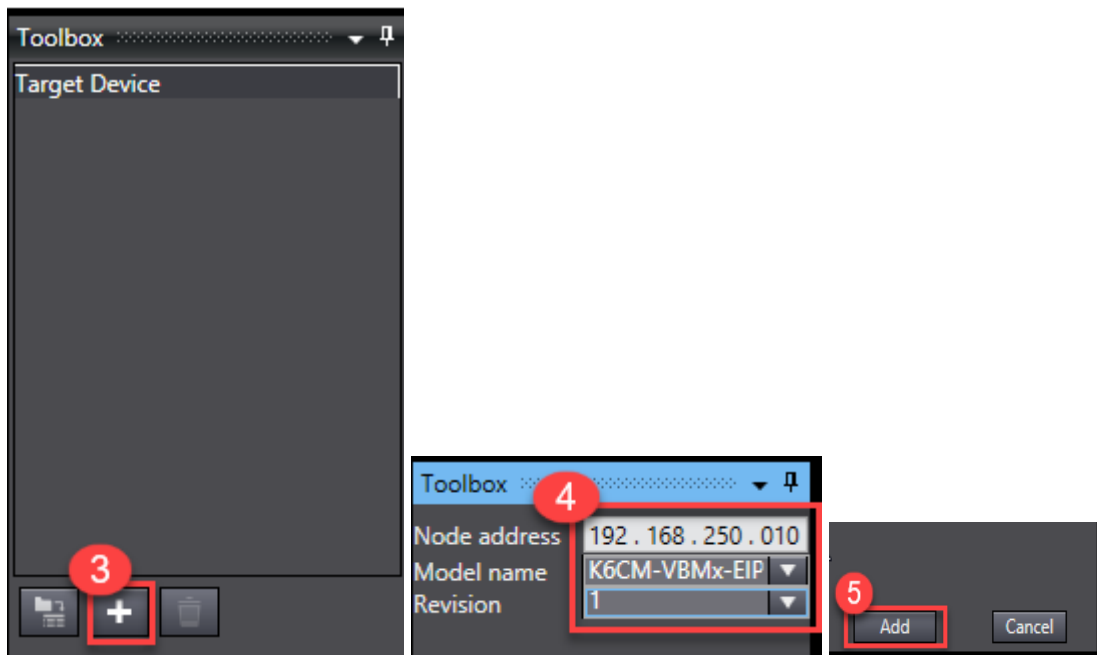 Toolbox
Target Device
3
+
Toolbox
4
Node address 192 . 168 . 250 . 010
Model name K6CM-VBMx-EIP
Revision 1
5
Add Cancel